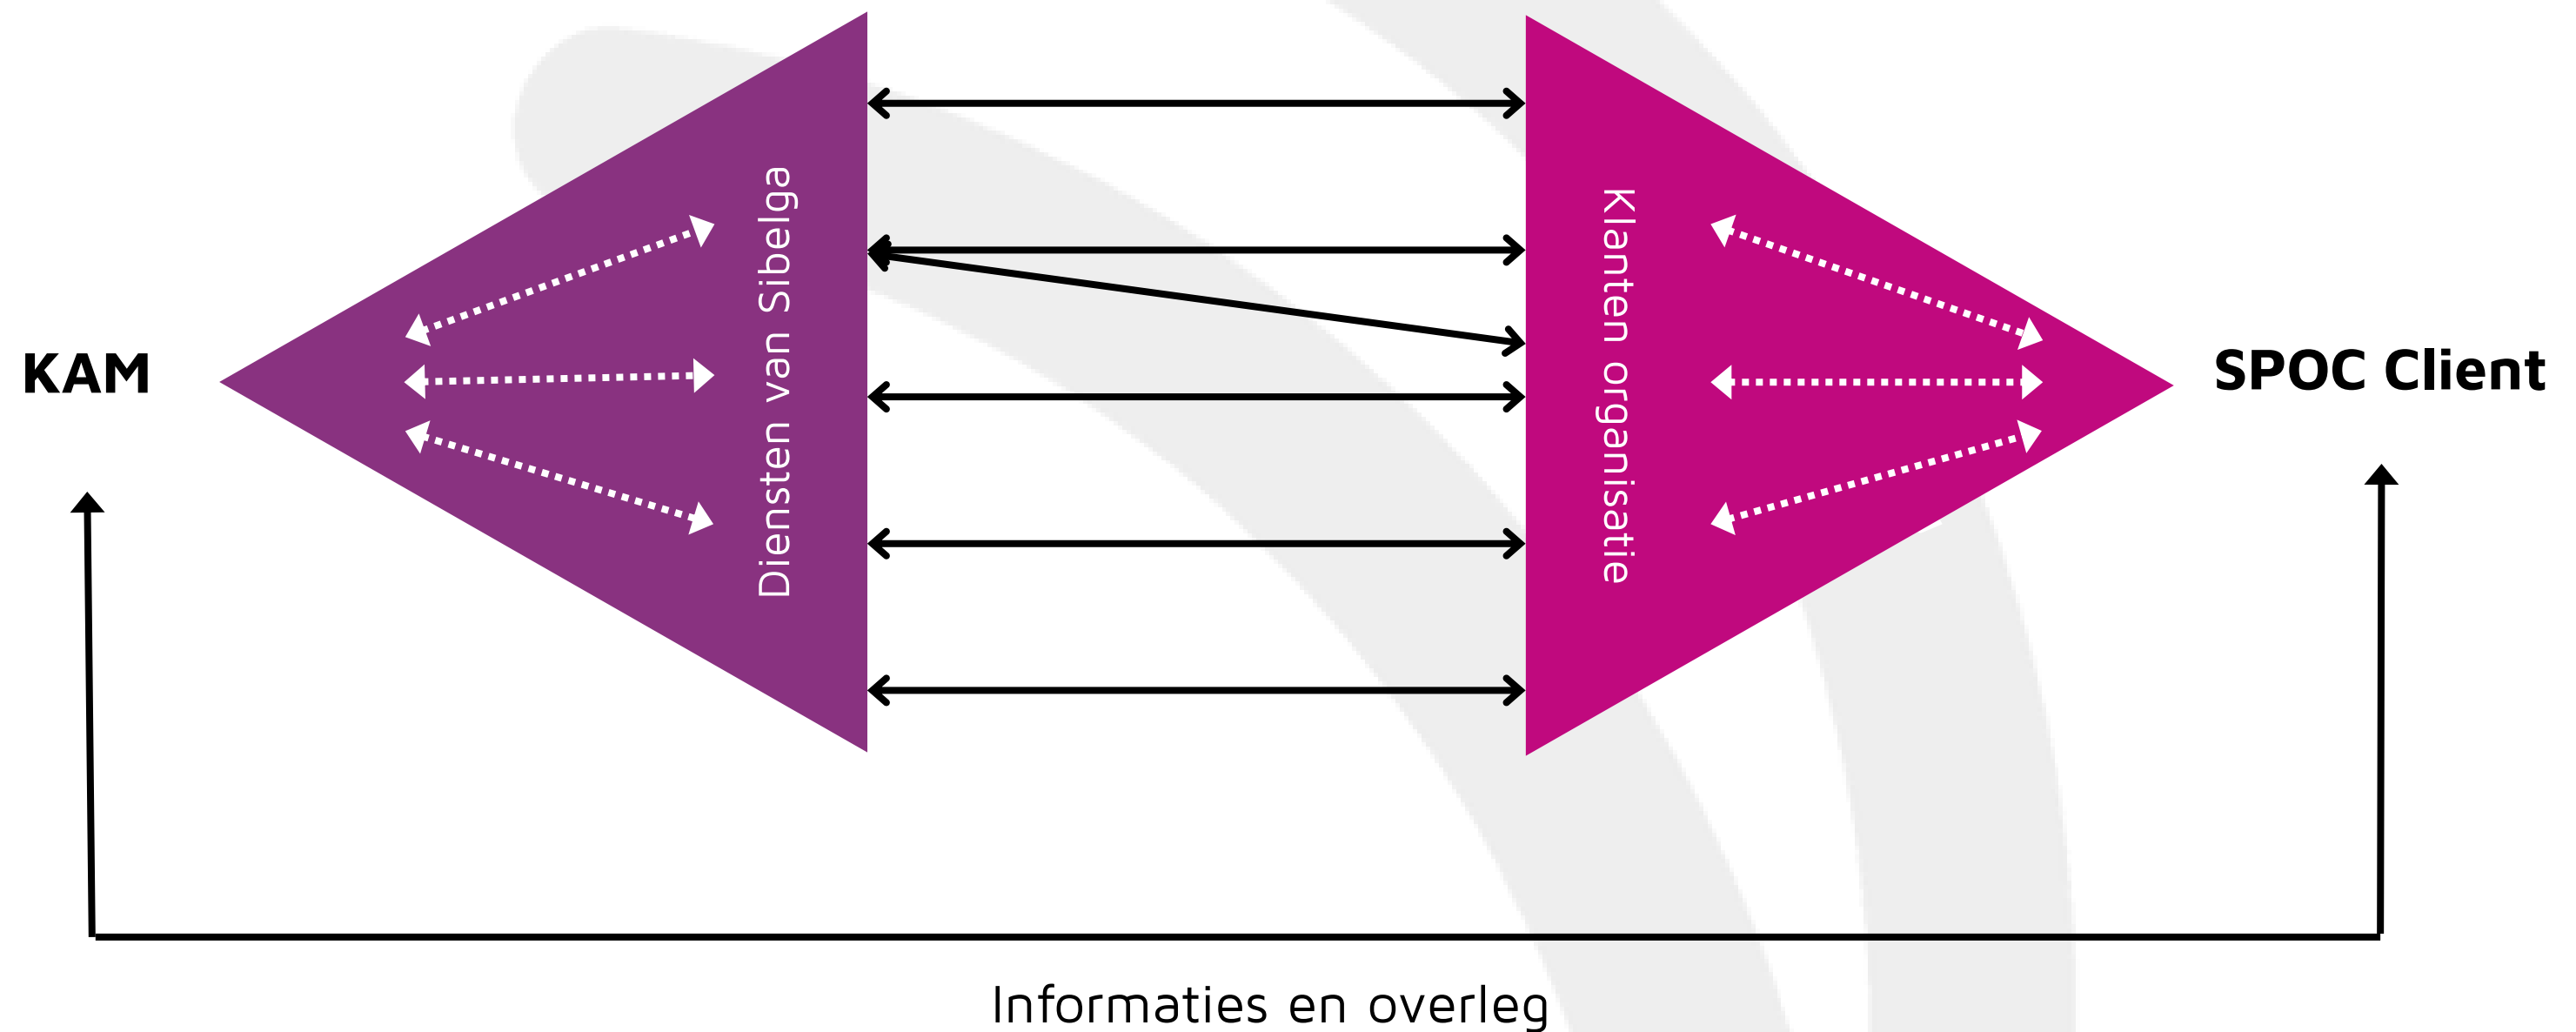 KAM
Diensten van Sibelga
Klanten organisatie
SPOC Client
Informaties en overleg